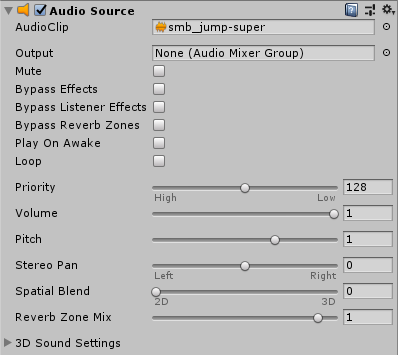 Audio Source
AudioClip smb_jump-super
Output None (Audio Mixer Group)
Mute
Bypass Effects
Bypass Listener Effects
Bypass Reverb Zones
Play On Awake
Loop
Priority 128
High Low
Volume 1
Pitch 1
Stereo Pan 0
Left Right
Spatial Blend 0
2D 3D
Reverb Zone Mix 1
3D Sound Settings